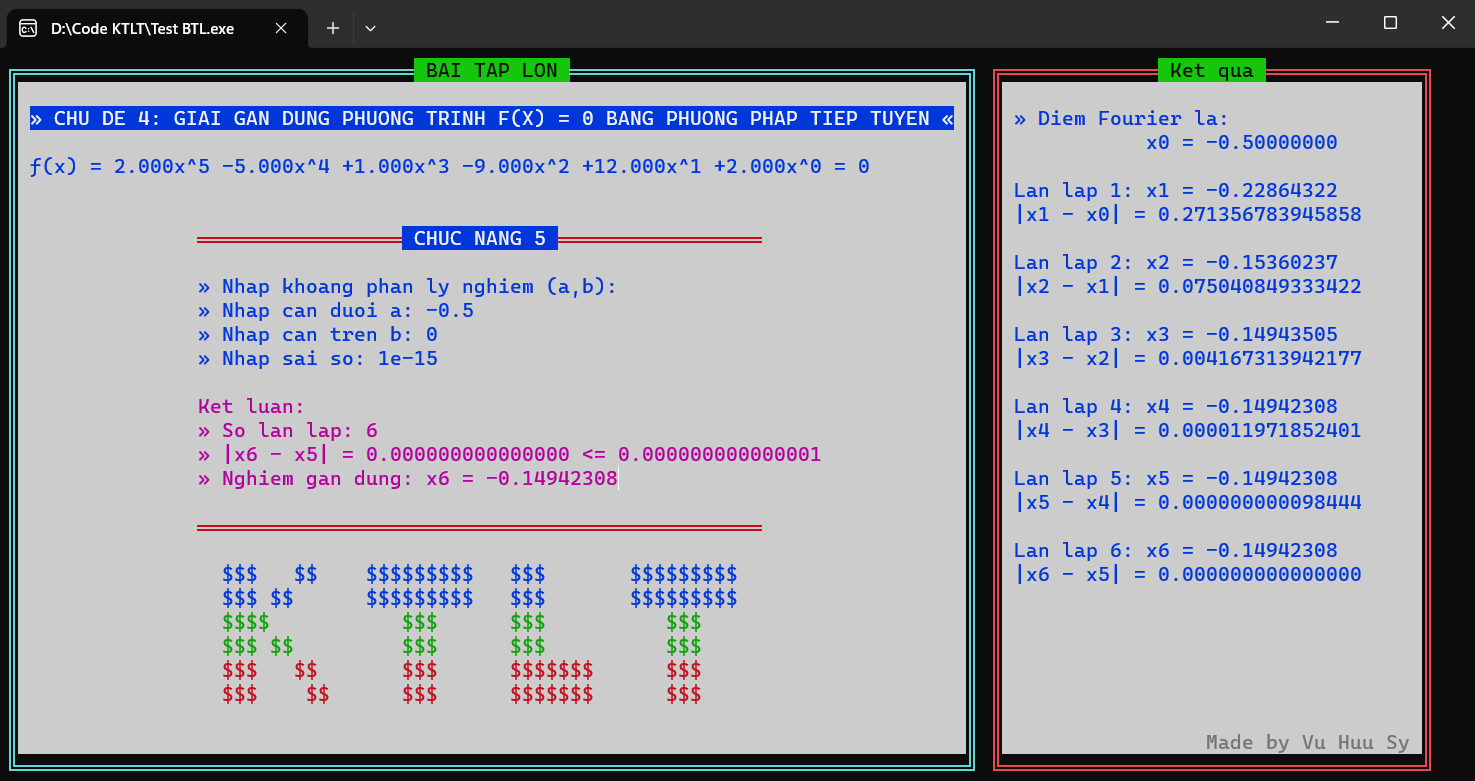 D:\Code KTLT\Test BTL.exe
BAI TAP LON
» CHU DE 4: GIAI GAN DUNG PHUONG TRINH F(X) = 0 BANG PHUONG PHAP TIEP TUYEN «
ƒ(x) = 2.000x^5 -5.000x^4 +1.000x^3 -9.000x^2 +12.000x^1 +2.000x^0 = 0
CHUC NANG 5
» Nhap khoang phan ly nghiem (a,b):
» Nhap can duoi a: -0.5
» Nhap can tren b: 0
» Nhap sai so: 1e-15
Ket luan:
» So lan lap: 6
» |x6 - x5| = 0.000000000000000 <= 0.000000000000001
» Nghiem gan dung: x6 = -0.14942308
$$$   $$    $$$$$$$$$   $$$       $$$$$$$$$
$$$ $$      $$$$$$$$$   $$$       $$$$$$$$$
$$$$           $$$      $$$          $$$
$$$ $$         $$$      $$$          $$$
$$$   $$       $$$      $$$$$$$      $$$
$$$    $$      $$$      $$$$$$$      $$$
Ket qua
» Diem Fourier la:
x0 = -0.50000000
Lan lap 1: x1 = -0.22864322
|x1 - x0| = 0.271356783945858
Lan lap 2: x2 = -0.15360237
|x2 - x1| = 0.075040849333422
Lan lap 3: x3 = -0.14943505
|x3 - x2| = 0.004167313942177
Lan lap 4: x4 = -0.14942308
|x4 - x3| = 0.000011971852401
Lan lap 5: x5 = -0.14942308
|x5 - x4| = 0.000000000098444
Lan lap 6: x6 = -0.14942308
|x6 - x5| = 0.000000000000000
Made by Vu Huu Sy